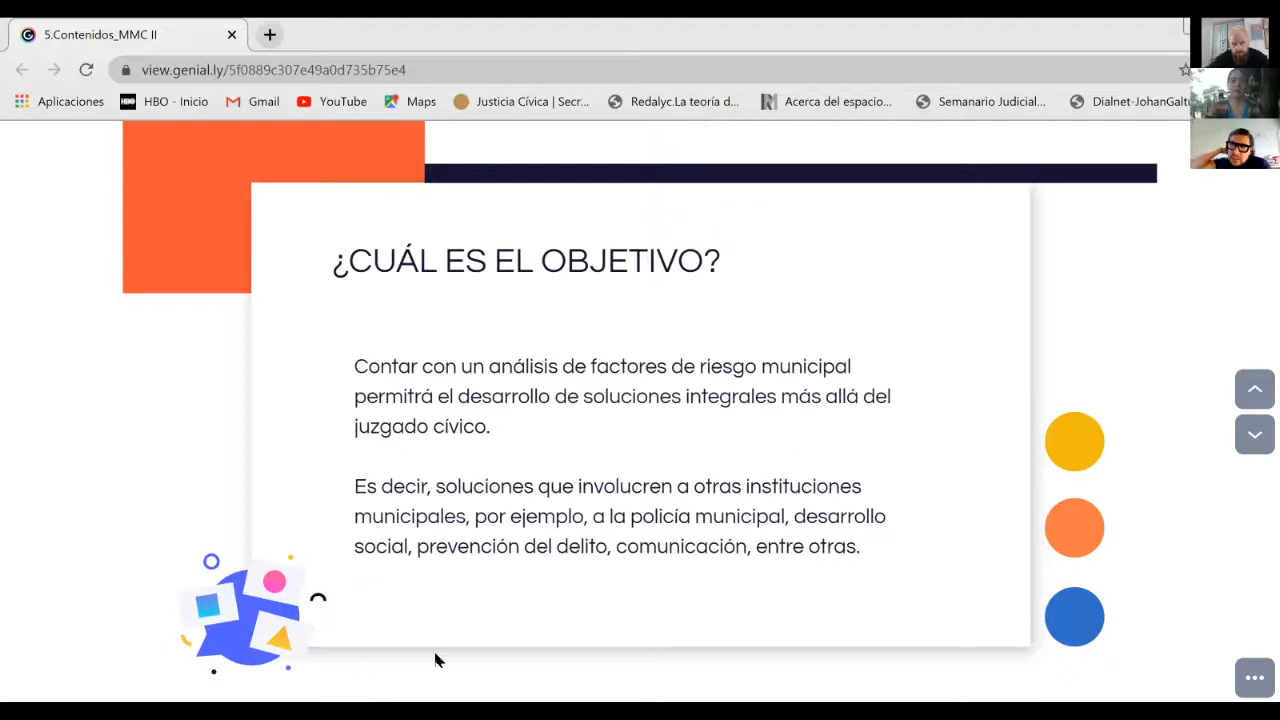 5.Contenidos_MMC II
view.genial.ly/5f0889c307e49a0d735b75e4
Aplicaciones
HBO - Inicio
Gmail
YouTube
Maps
Justicia Cívica | Secr...
Redalyc.La teoría d...
Acerca del espacio...
Semanario Judicial...
Dialnet-JohanGaltu
¿CUÁL ES EL OBJETIVO?
Contar con un análisis de factores de riesgo municipal
permitrá el desarrollo de soluciones integrales más allá del
juzgado cívico.
Es decir, soluciones que involucren a otras instituciones
municipales, por ejemplo, a la policía municipal, desarrollo
social, prevención del delito, comunicación, entre otras.